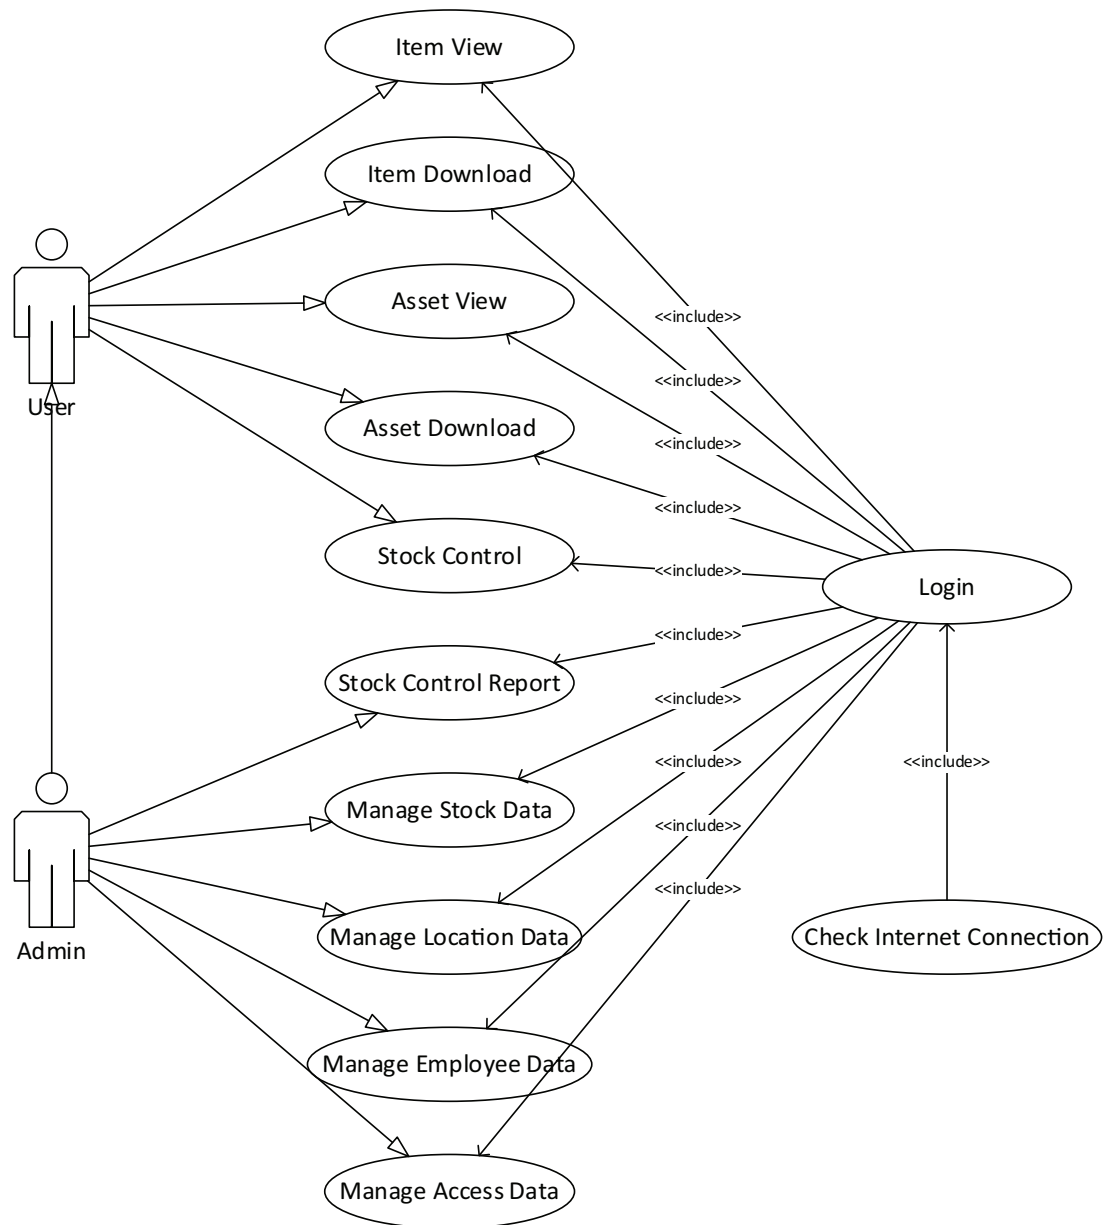 Item View
Item Download
Asset View
<<include>>
<<include>>
User
Asset Download
<<include>>
<<include>>
Stock Control
<<include>>
Login
<<include>>
Stock Control Report
<<include>>
<<include>>
<<include>>
Manage Stock Data
<<include>>
<<include>>
Admin
Manage Location Data
Check Internet Connection
Manage Employee Data
Manage Access Data